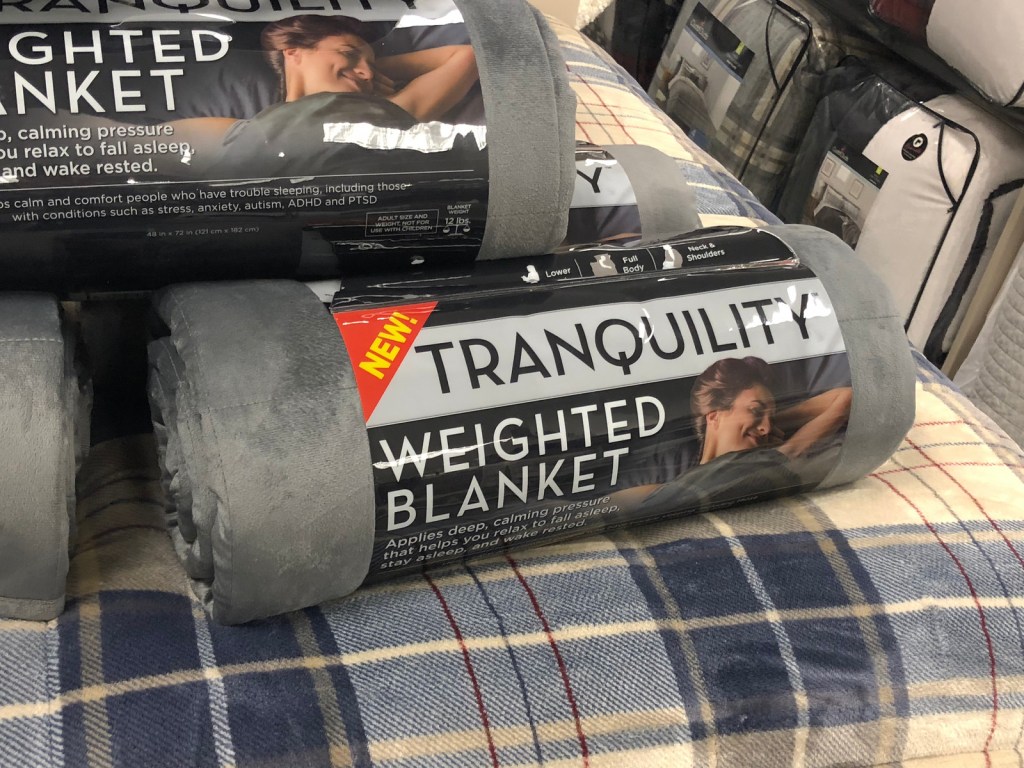 TRANQUILITY
GHTED
ANKET
calming pressure
ou relax to fall asleep,
and wake rested.
calm and comfort people who have trouble sleeping, including those
with conditions such as stress, anxiety, autism, ADHD and PTSD
48 in x 72 in (121 cm x 182 cm)
ADULT SIZE AND
WEIGHT, NOT FOR
USE WITH CHILDREN
BLANKET
WEIGHT
12 lbs
Y
Lower
Full
Body
Neck &
Shoulders
NEW!
TRANQUILITY
WEIGHTED
BLANKET
Applies deep, calming pressure
that helps you relax to fall asleep,
stay asleep, and wake rested.